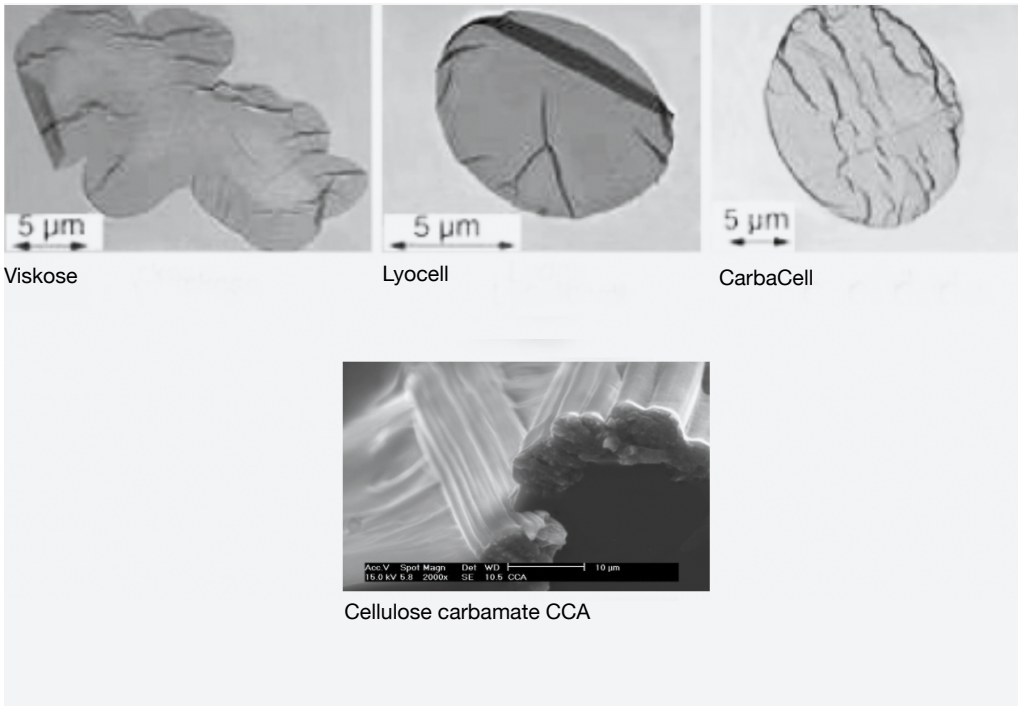 5 µm
5 µm
5 µm
Viskose
Lyocell
CarbaCell
Acc.V Spot Magn Det WD 10 µm
15.0 kV 5.8 2000x SE 10.5 CCA
Cellulose carbamate CCA